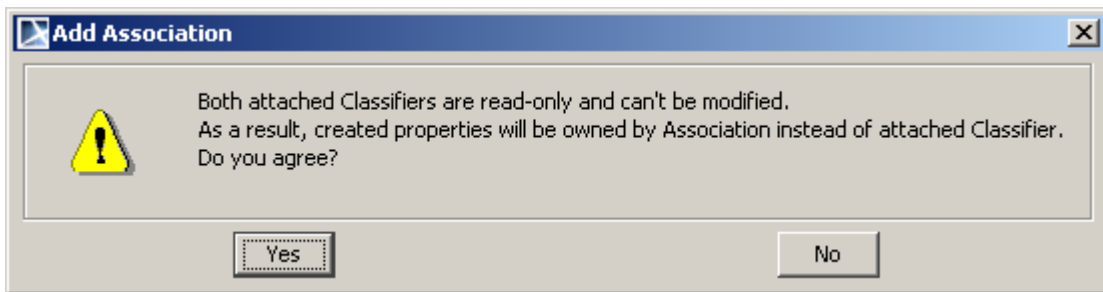 Add Association
Both attached Classifiers are read-only and can't be modified.
As a result, created properties will be owned by Association instead of attached Classifier.
Do you agree?
Yes
No